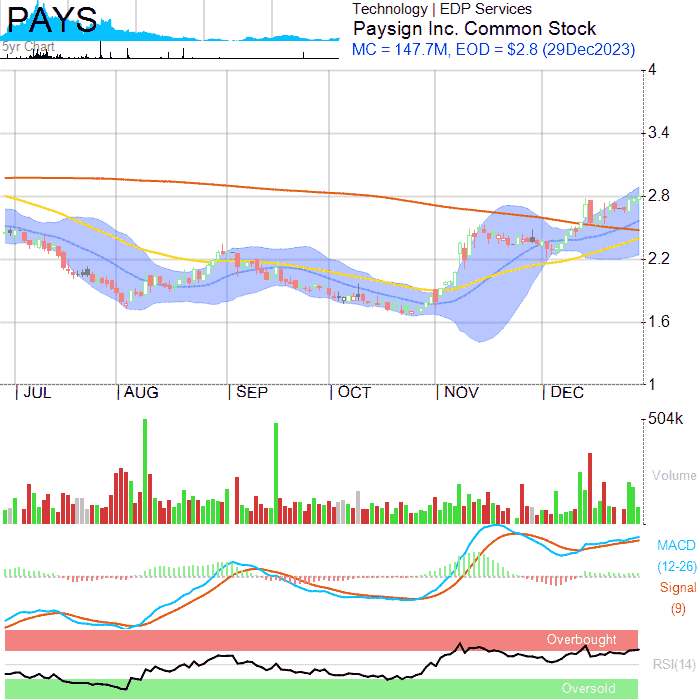 PAYS
5yr Chart
Technology | EDP Services
Paysign Inc. Common Stock
MC = 147.7M, EOD = $2.8 (29Dec2023)
4
3.4
2.8
2.2
1.6
1
JUL AUG SEP OCT NOV DEC
504k
Volume
MACD
(12-26)
Signal
(9)
Overbought
RSI(14)
Oversold